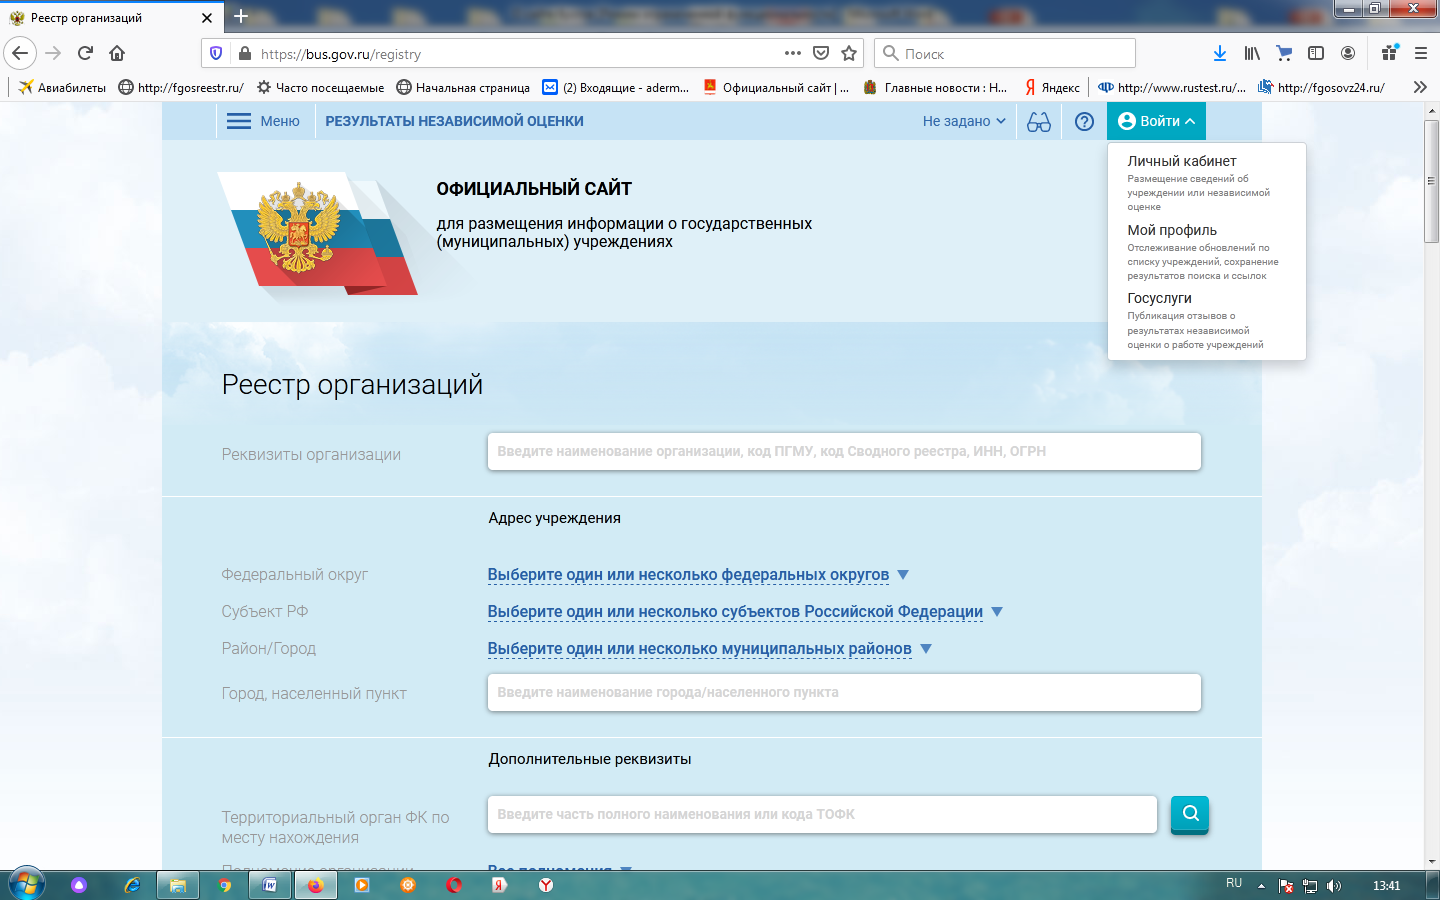 Реестр организаций
https://bus.gov.ru/registry
Поиск
Авиабилеты
http://fgosreestr.ru/
Часто посещаемые
Начальная страница
(2) Входящие - aderm...
Официальный сайт | ...
Главные новости : Н...
Яндекс
http://www.rustest.ru/...
http://fgosovz24.ru/
Меню
РЕЗУЛЬТАТЫ НЕЗАВИСИМОЙ ОЦЕНКИ
Не задано
Войти
Личный кабинет
Размещение сведений об
учреждении или независимой
оценке
Мой профиль
Отслеживание обновлений по
списку учреждений, сохранение
результатов поиска и ссылок
Госуслуги
Публикация отзывов о
результатах независимой
оценки о работе учреждений
ОФИЦИАЛЬНЫЙ САЙТ
для размещения информации о государственных
(муниципальных) учреждениях
Реестр организаций
Реквизиты организации
Введите наименование организации, код ПГМУ, код Сводного реестра, ИНН, ОГРН
Адрес учреждения
Федеральный округ
Выберите один или несколько федеральных округов
Субъект РФ
Выберите один или несколько субъектов Российской Федерации
Район/Город
Выберите один или несколько муниципальных районов
Город, населенный пункт
Введите наименование города/населенного пункта
Дополнительные реквизиты
Территориальный орган ФК по
месту нахождения
Введите часть полного наименования или кода ТОФК
RU
13:41